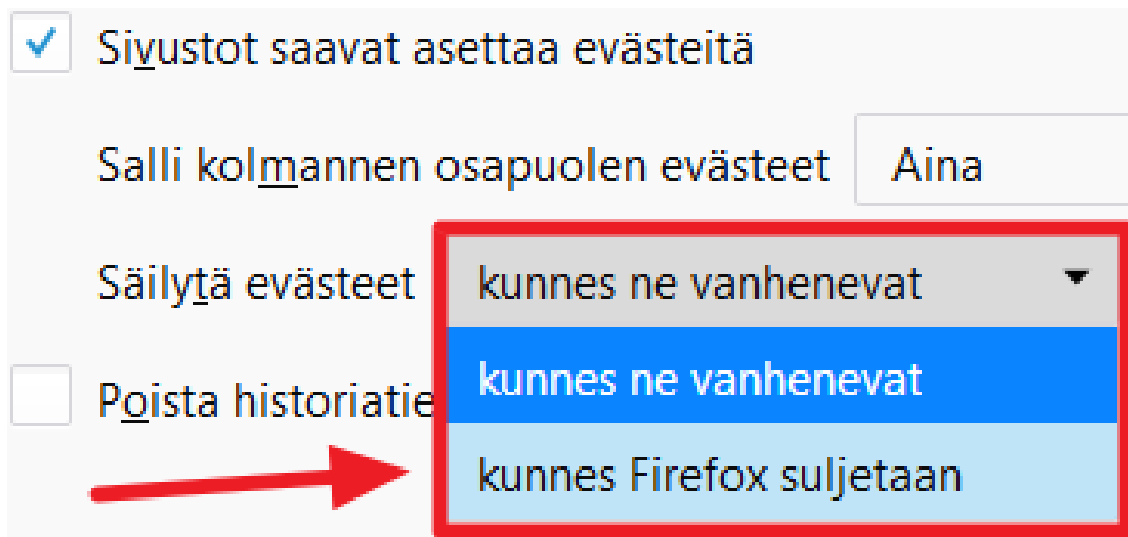 Sivustot saavat asettaa evästeitä
Salli kolmannen osapuolen evästeet Aina
Säilytä evästeet kunnes ne vanhenevat
kunnes ne vanhenevat
Poista
kunnes Firefox suljetaan